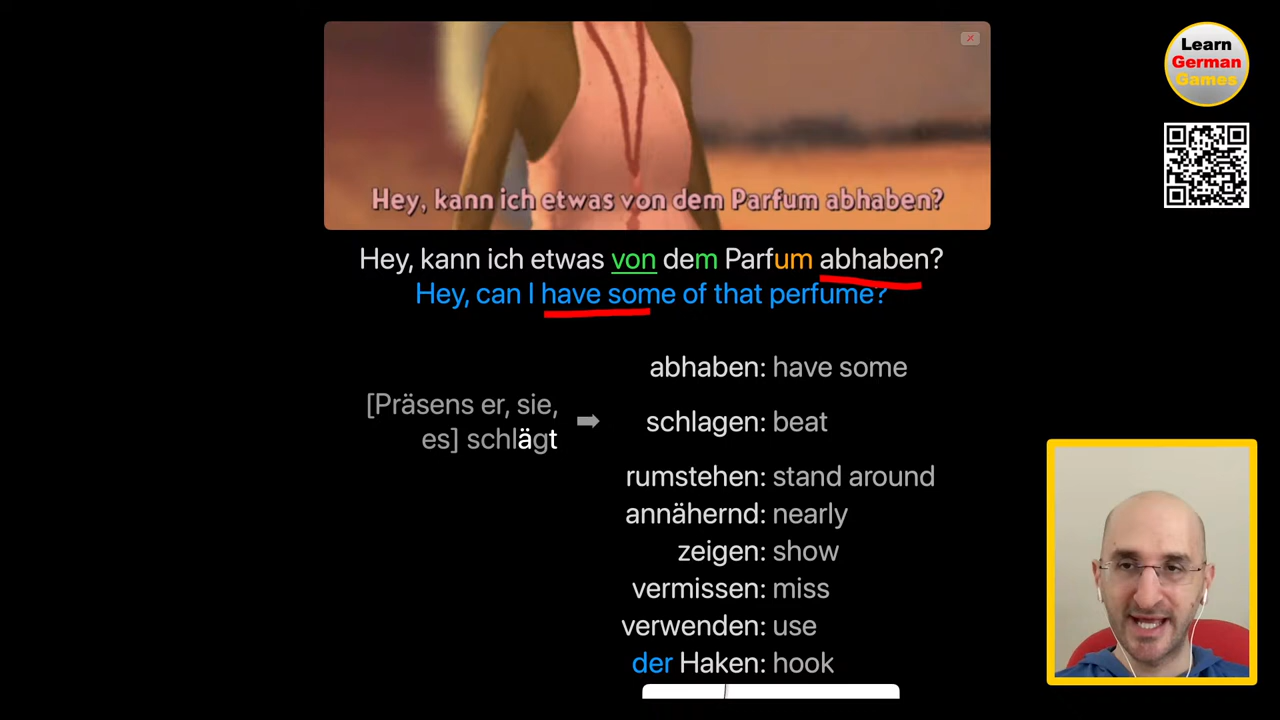 Learn
German
Games
Hey, kann ich etwas von dem Parfum abhaben?
Hey, kann ich etwas von dem Parfum abhaben?
Hey, can I have some of that perfume?
abhaben: have some
[Präsens er, sie,
es] schlägt
➡ schlagen: beat
rumstehen: stand around
annähernd: nearly
zeigen: show
vermissen: miss
verwenden: use
der Haken: hook